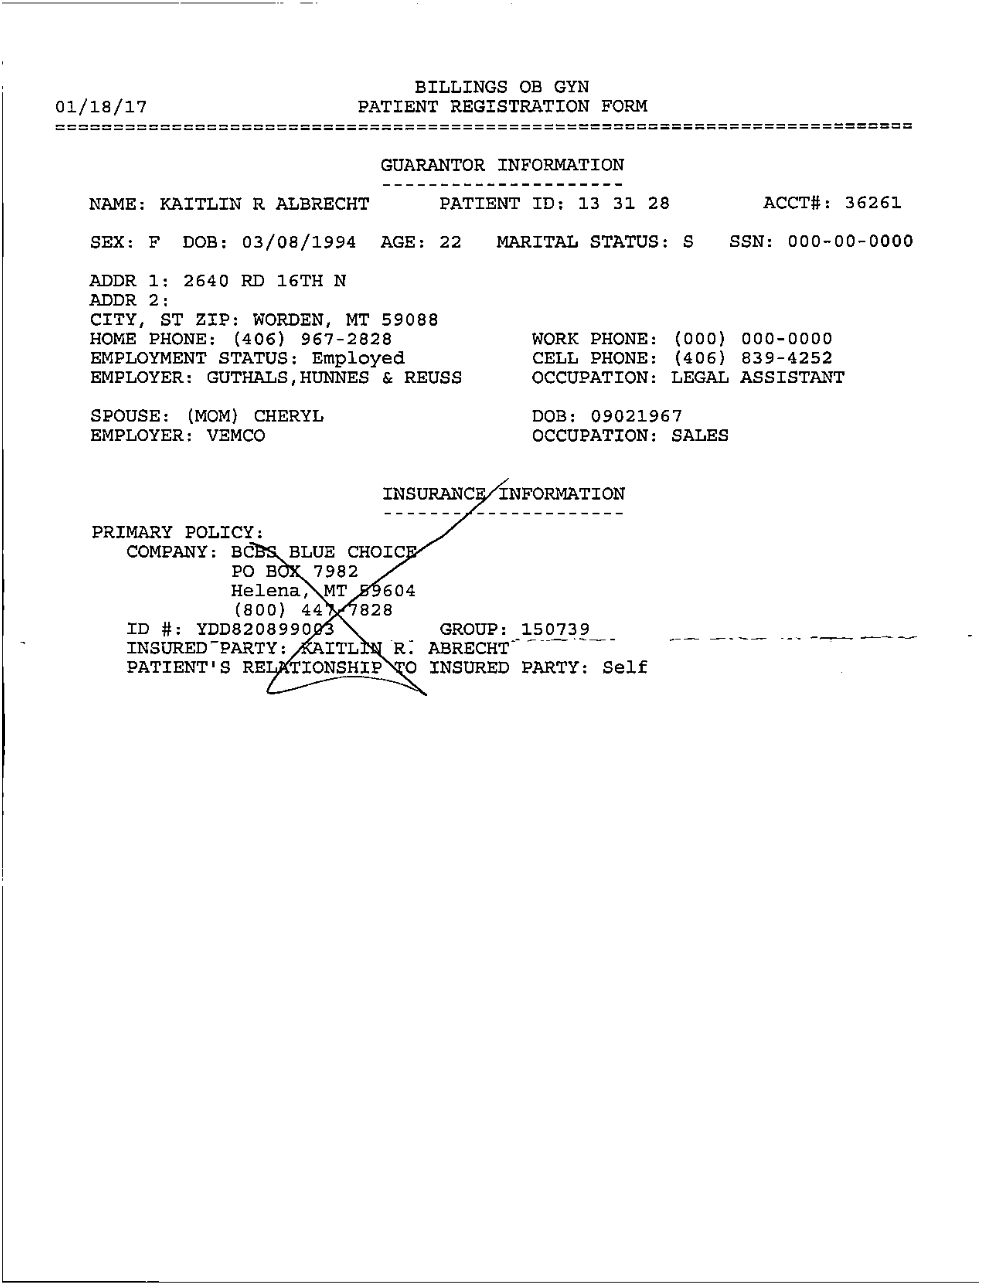 BILLINGS OB GYN
01/18/17 PATIENT REGISTRATION FORM
==========================================================================
GUARANTOR INFORMATION
---------------------
NAME: KAITLIN R ALBRECHT PATIENT ID: 13 31 28 ACCT#: 36261
SEX: F DOB: 03/08/1994 AGE: 22 MARITAL STATUS: S SSN: 000-00-0000
ADDR 1: 2640 RD 16TH N
ADDR 2:
CITY, ST ZIP: WORDEN, MT 59088
HOME PHONE: (406) 967-2828 WORK PHONE: (000) 000-0000
EMPLOYMENT STATUS: Employed CELL PHONE: (406) 839-4252
EMPLOYER: GUTHALS,HUNNES & REUSS OCCUPATION: LEGAL ASSISTANT
SPOUSE: (MOM) CHERYL DOB: 09021967
EMPLOYER: VEMCO OCCUPATION: SALES
INSURANCE INFORMATION
---------------------
PRIMARY POLICY:
COMPANY: BCBS BLUE CHOICE
PO BOX 7982
Helena, MT 59604
(800) 447-7828
ID #: YDD820899003 GROUP: 150739
INSURED PARTY: KAITLIN R. ABRECHT
PATIENT'S RELATIONSHIP TO INSURED PARTY: Self